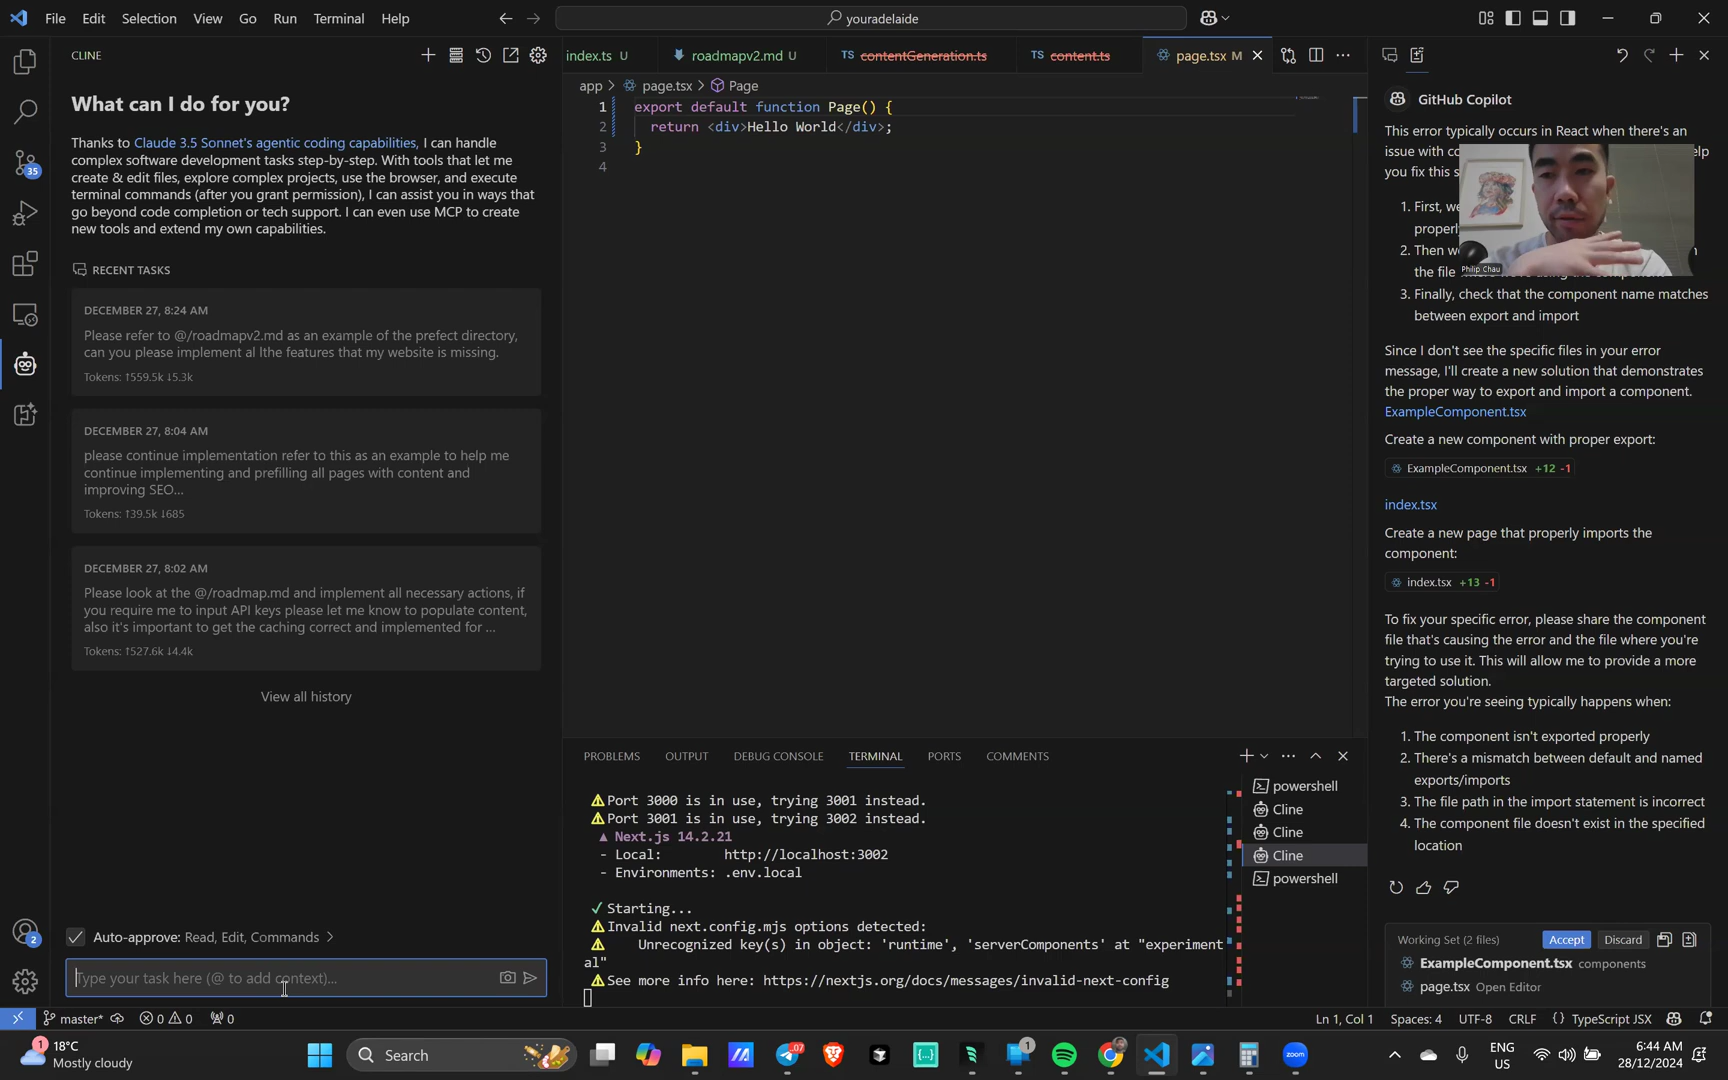 File Edit Selection View Go Run Terminal Help
youradelaide
CLINE
What can I do for you?
Thanks to Claude 3.5 Sonnet's agentic coding capabilities, I can handle
complex software development tasks step-by-step. With tools that let me
create & edit files, explore complex projects, use the browser, and execute
terminal commands (after you grant permission), I can assist you in ways that
go beyond code completion or tech support. I can even use MCP to create
new tools and extend my own capabilities.
RECENT TASKS
DECEMBER 27, 8:24 AM
Please refer to @/roadmapv2.md as an example of the prefect directory,
can you please implement al lthe features that my website is missing.
Tokens: ↑559.5k ↓5.3k
DECEMBER 27, 8:04 AM
please continue implementation refer to this as an example to help me
continue implementing and prefilling all pages with content and
improving SEO...
Tokens: ↑39.5k ↓685
DECEMBER 27, 8:02 AM
Please look at the @/roadmap.md and implement all necessary actions, if
you require me to input API keys please let me know to populate content,
also it's important to get the caching correct and implemented for ...
Tokens: ↑527.6k ↓4.4k
View all history
Auto-approve: Read, Edit, Commands
Type your task here (@ to add context)...
35
2
index.ts U
roadmapv2.md U
TS contentGeneration.ts
TS content.ts
page.tsx M
app > page.tsx > Page
1 export default function Page() {
2 return <div>Hello World</div>;
3 }
4
PROBLEMS OUTPUT DEBUG CONSOLE TERMINAL PORTS COMMENTS
⚠Port 3000 is in use, trying 3001 instead.
⚠Port 3001 is in use, trying 3002 instead.
▲ Next.js 14.2.21
- Local: http://localhost:3002
- Environments: .env.local
✓ Starting...
⚠Invalid next.config.mjs options detected:
⚠ Unrecognized key(s) in object: 'runtime', 'serverComponents' at "experiment
al"
⚠See more info here: https://nextjs.org/docs/messages/invalid-next-config
powershell
Cline
Cline
Cline
powershell
GitHub Copilot
This error typically occurs in React when there's an
issue with co
lp
you fix this s
1. First, we
properl
2. Then w
the file
3. Finally, check that the component name matches
between export and import
Philip Chau
Since I don't see the specific files in your error
message, I'll create a new solution that demonstrates
the proper way to export and import a component.
ExampleComponent.tsx
Create a new component with proper export:
ExampleComponent.tsx +12 -1
index.tsx
Create a new page that properly imports the
component:
index.tsx +13 -1
To fix your specific error, please share the component
file that's causing the error and the file where you're
trying to use it. This will allow me to provide a more
targeted solution.
The error you're seeing typically happens when:
1. The component isn't exported properly
2. There's a mismatch between default and named
exports/imports
3. The file path in the import statement is incorrect
4. The component file doesn't exist in the specified
location
Working Set (2 files) Accept Discard
ExampleComponent.tsx components
page.tsx Open Editor
master* 0 0 0
Ln 1, Col 1 Spaces: 4 UTF-8 CRLF {} TypeScript JSX
1
18°C
Mostly cloudy
Search
.07
1
zoom
ENG
US
6:44 AM
28/12/2024